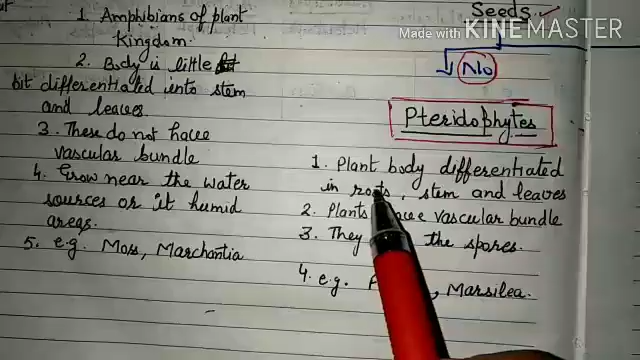 Seeds
Made with KINEMASTER
1. Amphibians of plant
Kingdom.
2. Body is little
bit differentiated into stem
and leaves
3. These do not have
vascular bundle
4. Grow near the water
sources or it humid
areas.
5. e.g. Moss, Marchantia
No
Pteridophytes
1. Plant body differentiated
in roots, stem and leaves
2. Plants vascular bundle
3. They the spores.
4. e.g. , Marsilea.